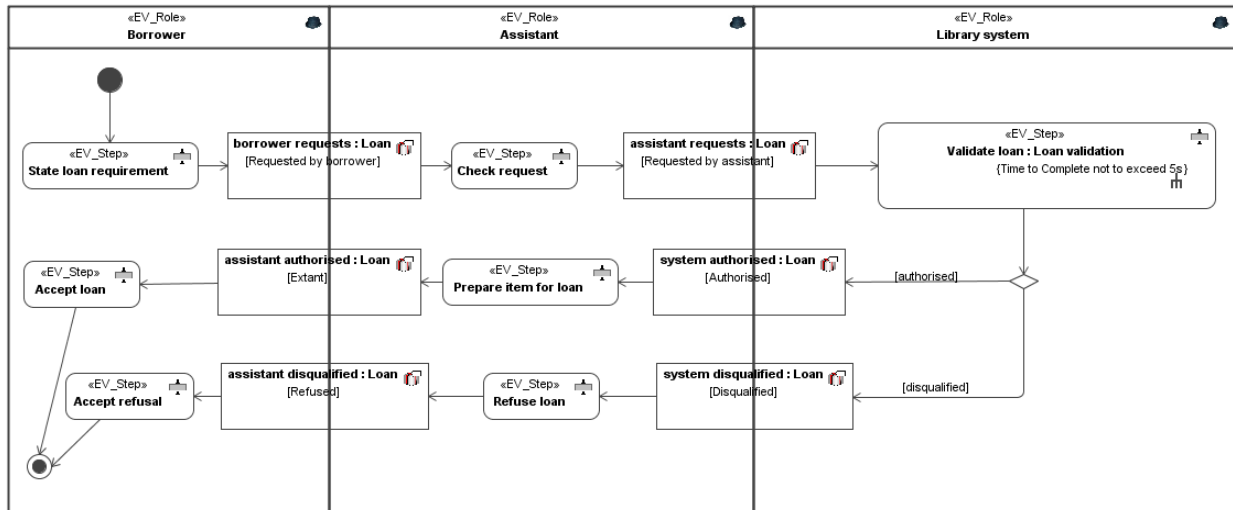 «EV_Role»
Borrower
«EV_Role»
Assistant
«EV_Role»
Library system
«EV_Step»
State loan requirement
borrower requests : Loan
[Requested by borrower]
«EV_Step»
Check request
assistant requests : Loan
[Requested by assistant]
«EV_Step»
Validate loan : Loan validation
{Time to Complete not to exceed 5s}
«EV_Step»
Accept loan
assistant authorised : Loan
[Extant]
«EV_Step»
Prepare item for loan
system authorised : Loan
[Authorised]
[authorised]
«EV_Step»
Accept refusal
assistant disqualified : Loan
[Refused]
«EV_Step»
Refuse loan
system disqualified : Loan
[Disqualified]
[disqualified]